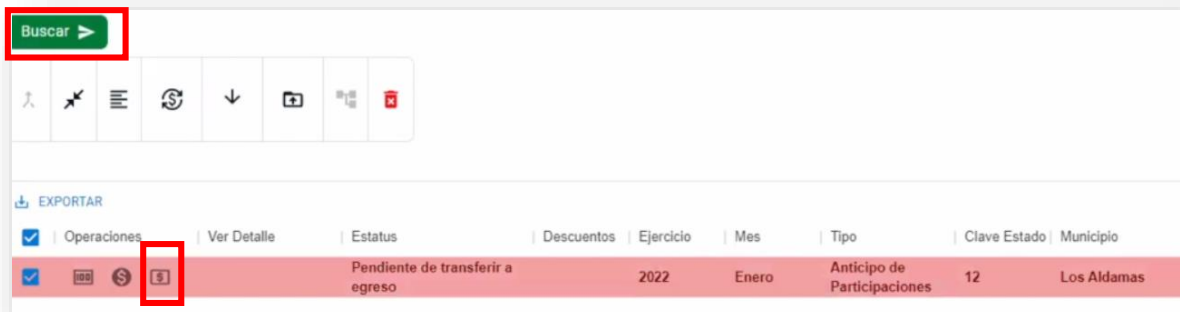 Buscar
EXPORTAR
Operaciones Ver Detalle Estatus Descuentos Ejercicio Mes Tipo Clave Estado Municipio
Pendiente de transferir a egreso 2022 Enero Anticipo de Participaciones 12 Los Aldamas